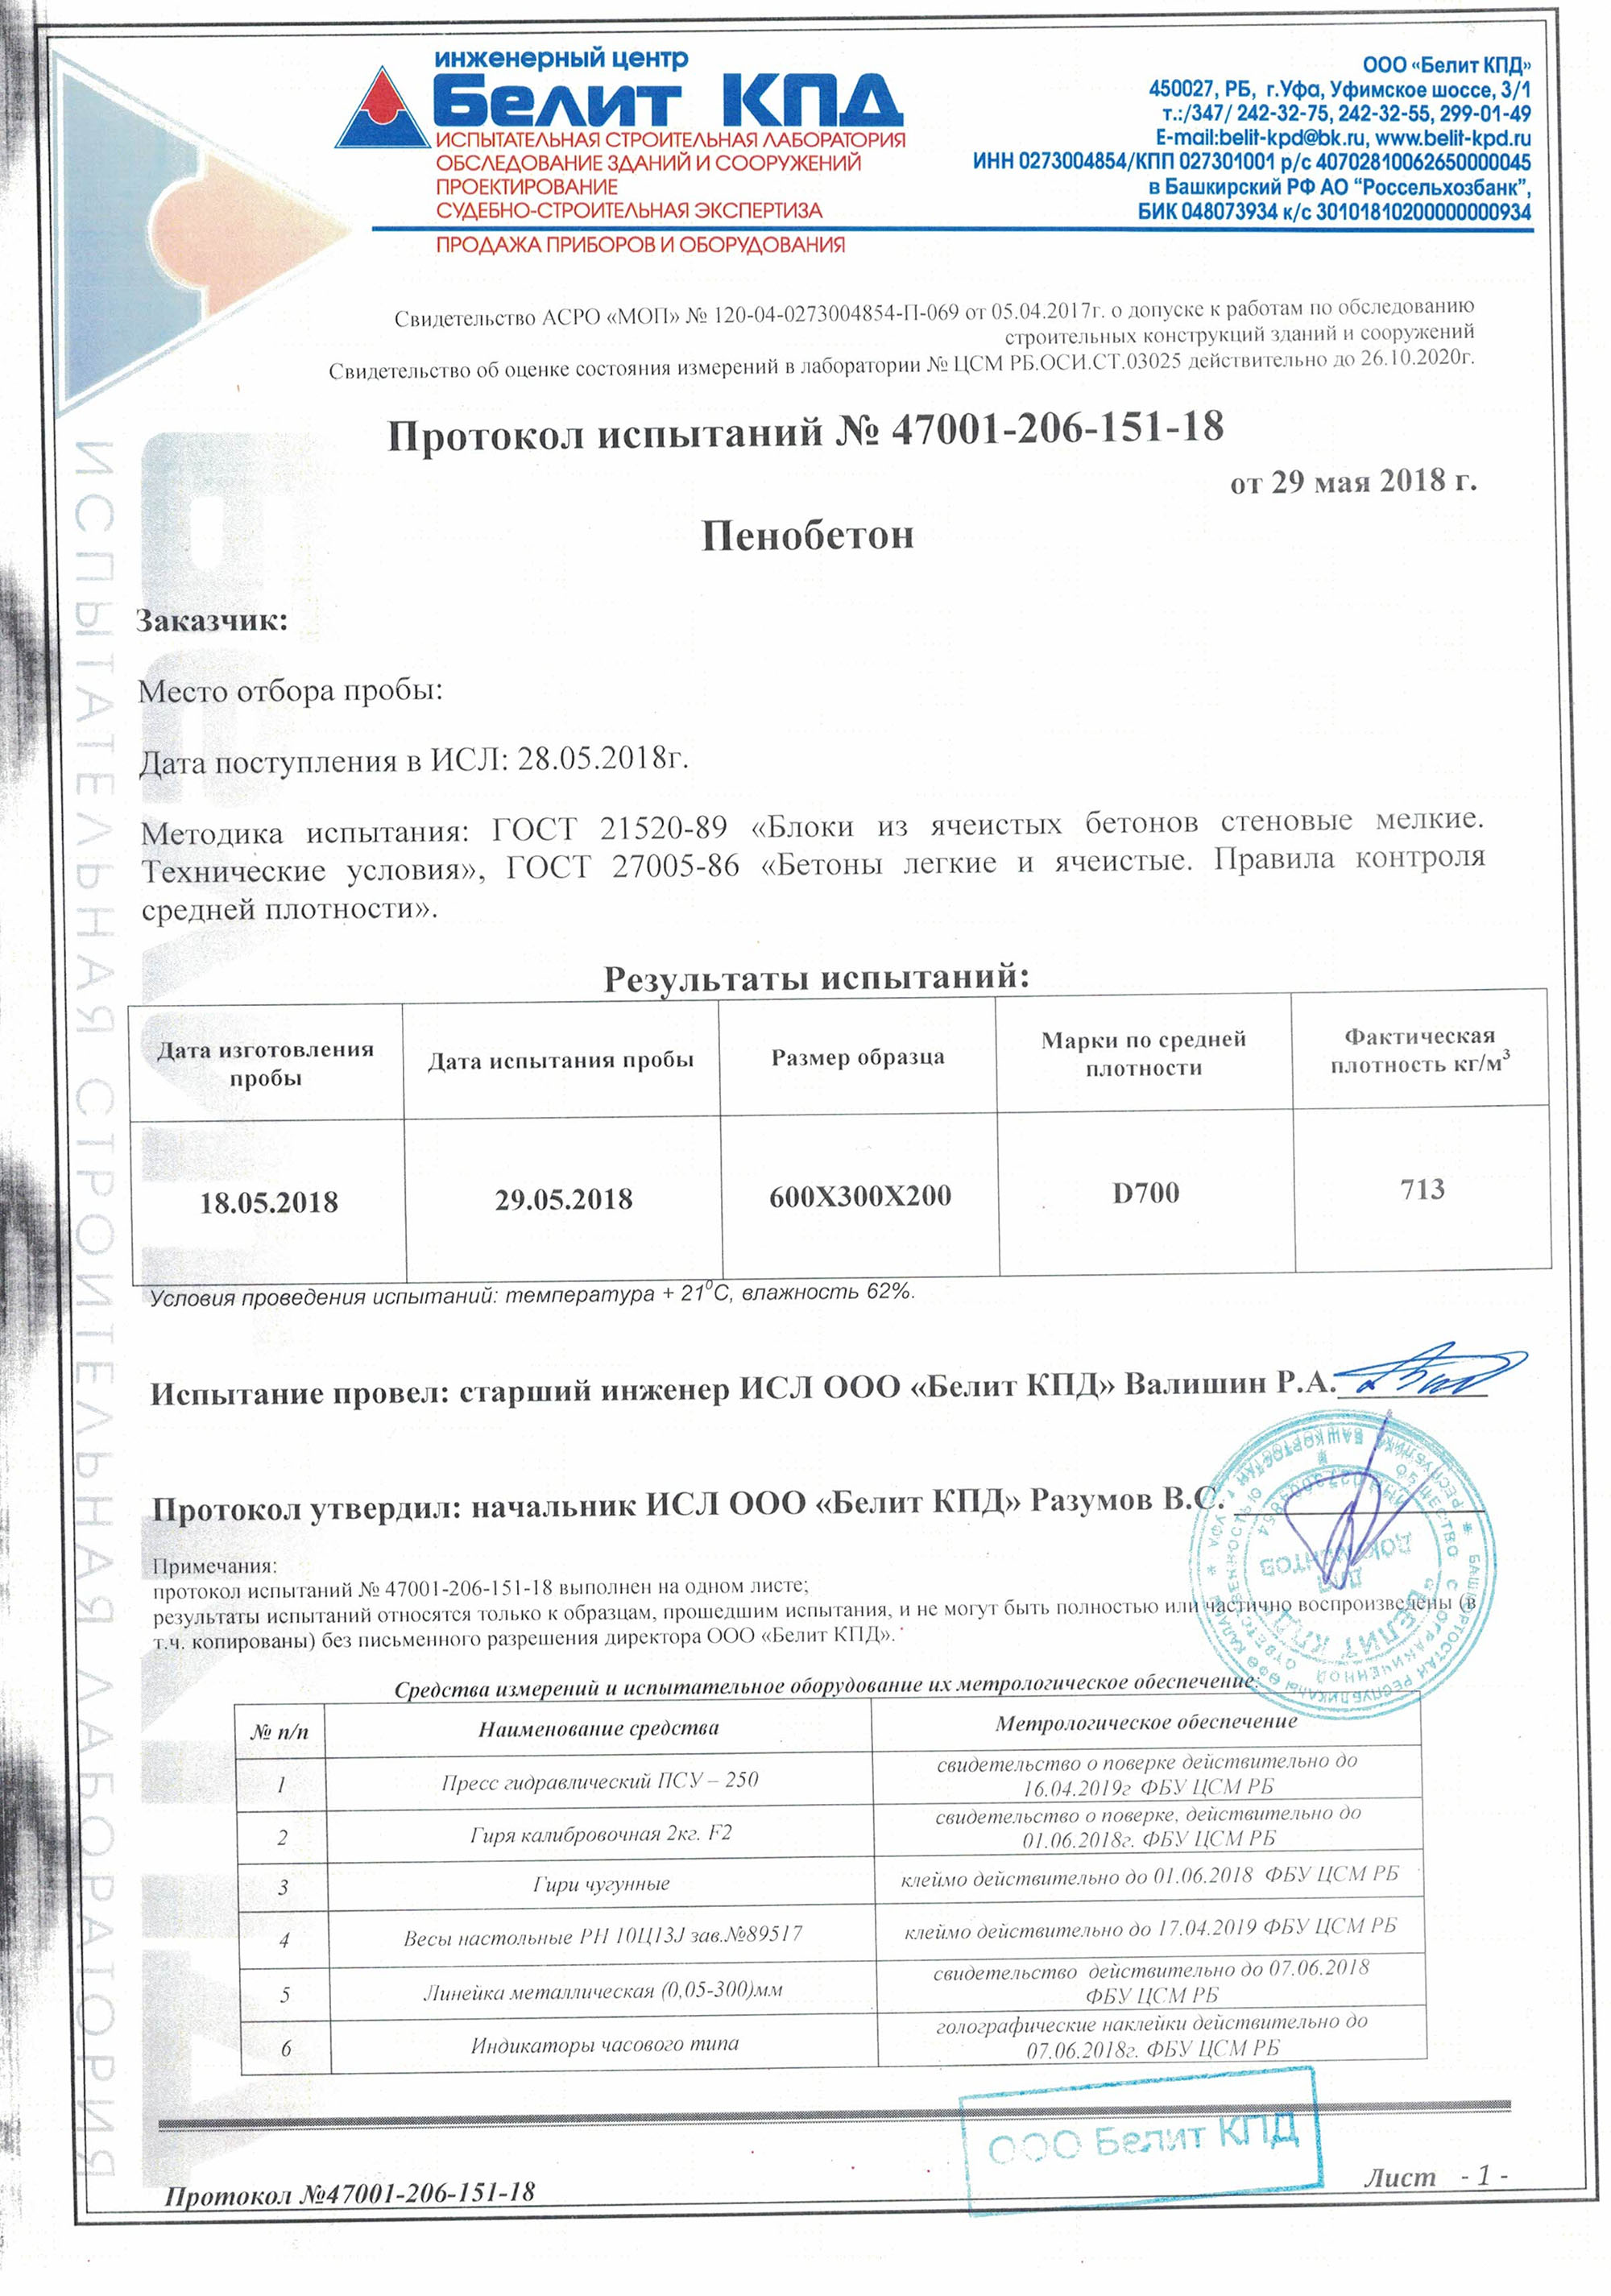 инженерный центр
Белит КПД
ИСПЫТАТЕЛЬНАЯ СТРОИТЕЛЬНАЯ ЛАБОРАТОРИЯ
ОБСЛЕДОВАНИЕ ЗДАНИЙ И СООРУЖЕНИЙ
ПРОЕКТИРОВАНИЕ
СУДЕБНО-СТРОИТЕЛЬНАЯ ЭКСПЕРТИЗА
ПРОДАЖА ПРИБОРОВ И ОБОРУДОВАНИЯ
ООО «Белит КПД»
450027, РБ, г.Уфа, Уфимское шоссе, 3/1
т.:/347/ 242-32-75, 242-32-55, 299-01-49
E-mail:belit-kpd@bk.ru, www.belit-kpd.ru
ИНН 0273004854/КПП 027301001 р/с 40702810062650000045
в Башкирский РФ АО "Россельхозбанк",
БИК 048073934 к/с 30101810200000000934
Свидетельство АСРО «МОП» № 120-04-0273004854-П-069 от 05.04.2017г. о допуске к работам по обследованию
строительных конструкций зданий и сооружений
Свидетельство об оценке состояния измерений в лаборатории № ЦСМ РБ.ОСИ.СТ.03025 действительно до 26.10.2020г.
Протокол испытаний № 47001-206-151-18
от 29 мая 2018 г.
Пенобетон
Заказчик:
Место отбора пробы:
Дата поступления в ИСЛ: 28.05.2018г.
Методика испытания: ГОСТ 21520-89 «Блоки из ячеистых бетонов стеновые мелкие.
Технические условия», ГОСТ 27005-86 «Бетоны легкие и ячеистые. Правила контроля
средней плотности».
Результаты испытаний:
Дата изготовления пробы
Дата испытания пробы
Размер образца
Марки по средней плотности
Фактическая плотность кг/м³
18.05.2018
29.05.2018
600X300X200
D700
713
Условия проведения испытаний: температура + 21⁰С, влажность 62%.
Испытание провел: старший инженер ИСЛ ООО «Белит КПД» Валишин Р.А.
Протокол утвердил: начальник ИСЛ ООО «Белит КПД» Разумов В.С.
Примечания:
протокол испытаний № 47001-206-151-18 выполнен на одном листе;
результаты испытаний относятся только к образцам, прошедшим испытания, и не могут быть полностью или частично воспроизведены (в
т.ч. копированы) без письменного разрешения директора ООО «Белит КПД».
Средства измерений и испытательное оборудование их метрологическое обеспечение:
№ п/п
Наименование средства
Метрологическое обеспечение
1
Пресс гидравлический ПСУ – 250
свидетельство о поверке действительно до
16.04.2019г ФБУ ЦСМ РБ
2
Гиря калибровочная 2кг. F2
свидетельство о поверке, действительно до
01.06.2018г. ФБУ ЦСМ РБ
3
Гири чугунные
клеймо действительно до 01.06.2018 ФБУ ЦСМ РБ
4
Весы настольные РН 10Ц13J зав.№89517
клеймо действительно до 17.04.2019 ФБУ ЦСМ РБ
5
Линейка металлическая (0,05-300)мм
свидетельство действительно до 07.06.2018
ФБУ ЦСМ РБ
6
Индикаторы часового типа
голографические наклейки действительно до
07.06.2018г. ФБУ ЦСМ РБ
ООО Белит КПД
Протокол №47001-206-151-18
Лист - 1 -
ИСПЫТАТЕЛЬНАЯ СТРОИТЕЛЬНАЯ ЛАБОРАТОРИЯ